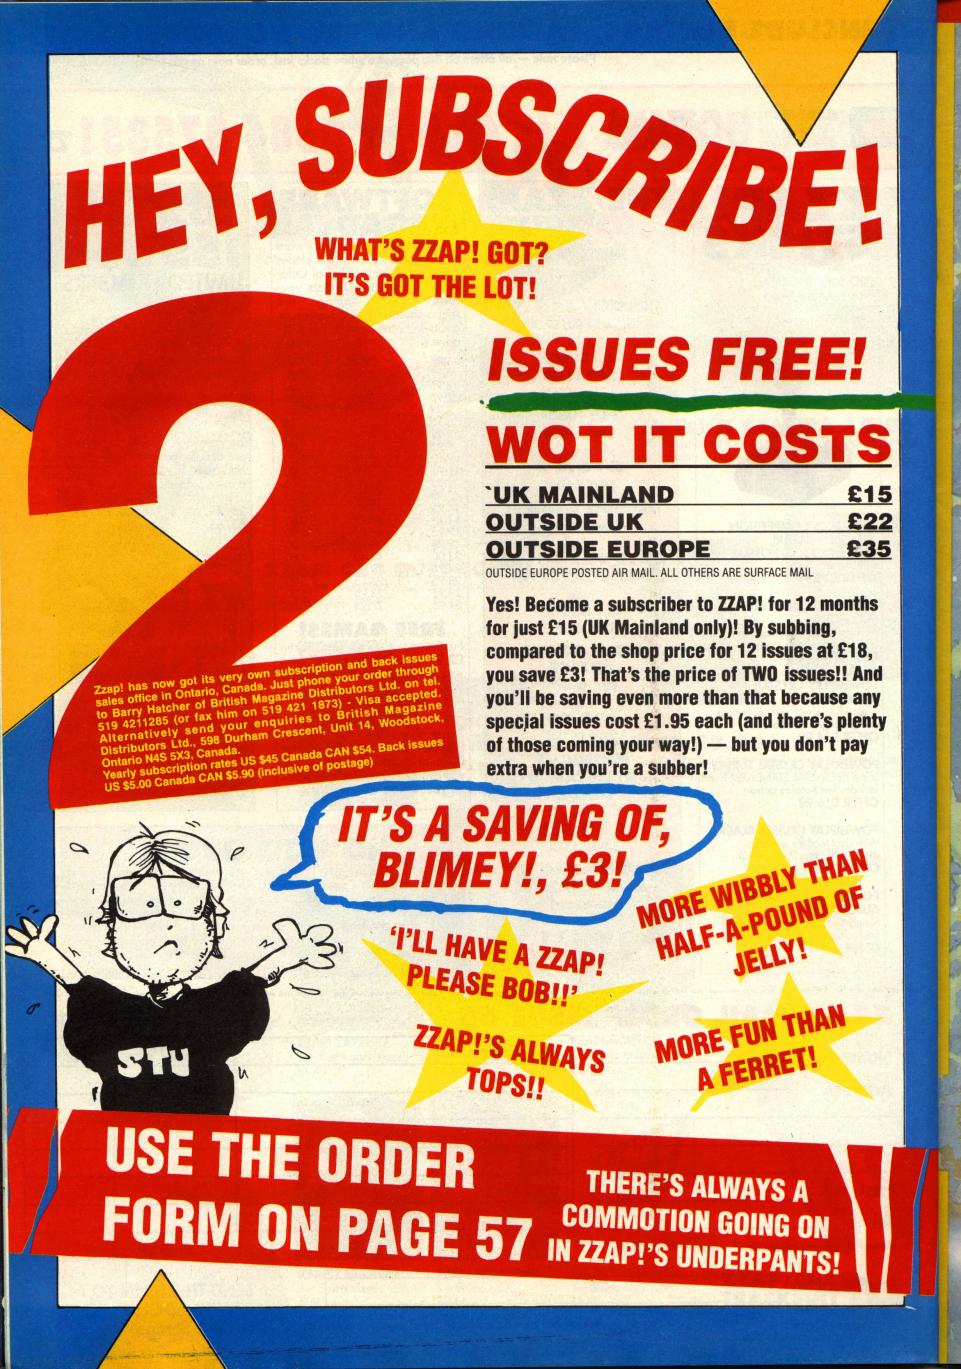 HEY, SUBSCRIBE!
WHAT'S ZZAP! GOT?
IT'S GOT THE LOT!
2
ISSUES FREE!
WOT IT COSTS
`UK MAINLAND £15
OUTSIDE UK £22
OUTSIDE EUROPE £35
OUTSIDE EUROPE POSTED AIR MAIL. ALL OTHERS ARE SURFACE MAIL
Yes! Become a subscriber to ZZAP! for 12 months
for just £15 (UK Mainland only)! By subbing,
compared to the shop price for 12 issues at £18,
you save £3! That's the price of TWO issues!! And
you'll be saving even more than that because any
special issues cost £1.95 each (and there's plenty
of those coming your way!) — but you don't pay
extra when you're a subber!
Zzap! has now got its very own subscription and back issues
sales office in Ontario, Canada. Just phone your order through
to Barry Hatcher of British Magazine Distributors Ltd. on tel.
519 4211285 (or fax him on 519 421 1873) - Visa accepted.
Alternatively send your enquiries to British Magazine
Distributors Ltd., 598 Durham Crescent, Unit 14, Woodstock,
Ontario N4S 5X3, Canada.
Yearly subscription rates US $45 Canada CAN $54. Back issues
US $5.00 Canada CAN $5.90 (inclusive of postage)
IT'S A SAVING OF,
BLIMEY!, £3!
MORE WIBBLY THAN
HALF-A-POUND OF
JELLY!
'I'LL HAVE A ZZAP!
PLEASE BOB!!'
ZZAP!'S ALWAYS
TOPS!!
MORE FUN THAN
A FERRET!
STU
USE THE ORDER
FORM ON PAGE 57
THERE'S ALWAYS A
COMMOTION GOING ON
IN ZZAP!'S UNDERPANTS!